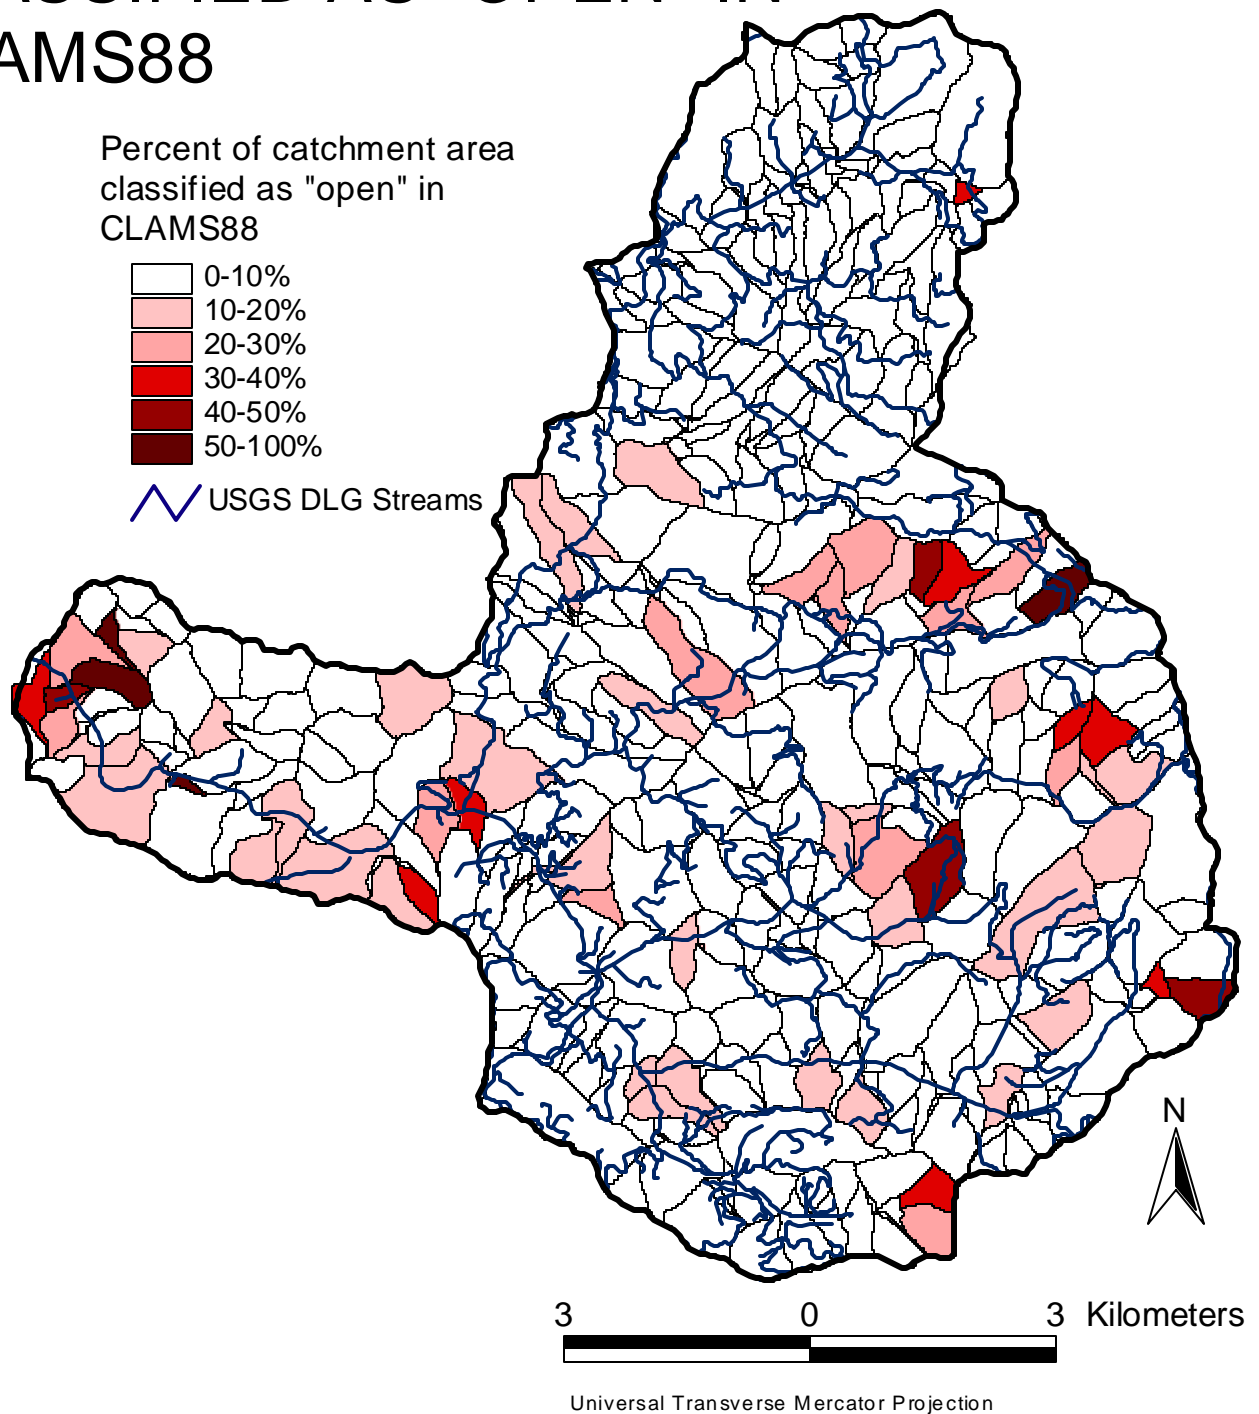 AMS88
Percent of catchment area
classified as "open" in
CLAMS88
0-10%
10-20%
20-30%
30-40%
40-50%
50-100%
USGS DLG Streams
N
3 0 3 Kilometers
Universal Transverse Mercator Projection